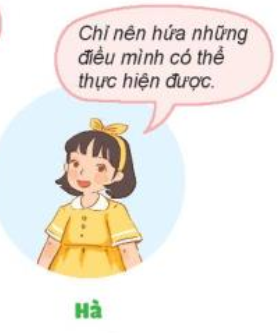 Chỉ nên hứa những
điều mình có thể
thực hiện được.
Hà